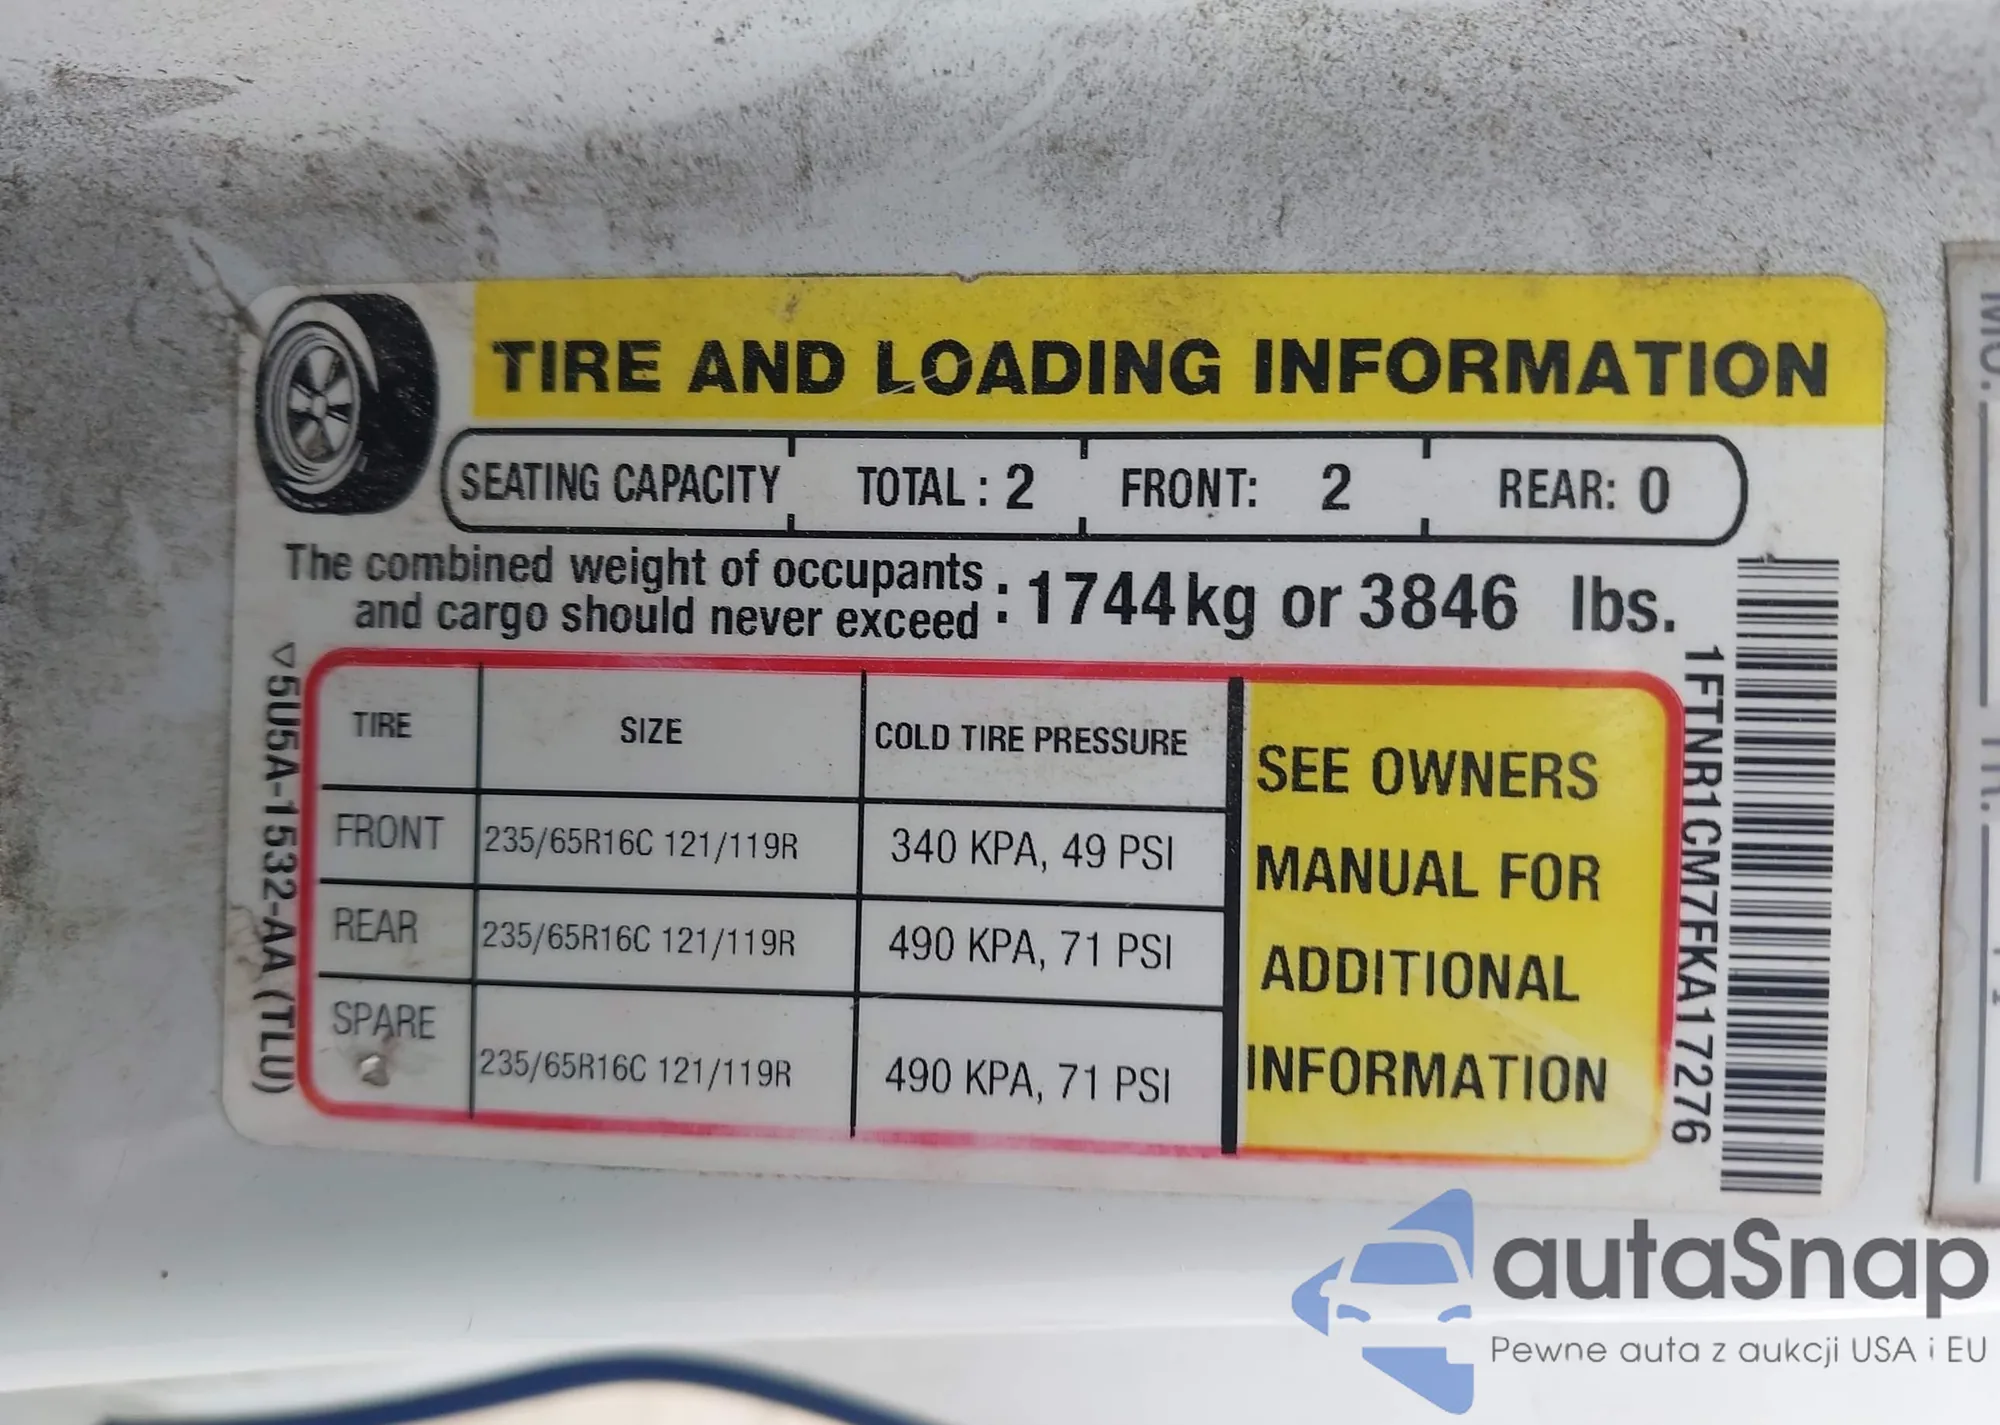 TIRE AND LOADING INFORMATION
SEATING CAPACITY TOTAL : 2 FRONT: 2 REAR: 0
The combined weight of occupants
and cargo should never exceed : 1744kg or 3846 lbs.
TIRE SIZE COLD TIRE PRESSURE
FRONT 235/65R16C 121/119R 340 KPA, 49 PSI
REAR 235/65R16C 121/119R 490 KPA, 71 PSI
SPARE 235/65R16C 121/119R 490 KPA, 71 PSI
SEE OWNERS
MANUAL FOR
ADDITIONAL
INFORMATION
5U5A-1532-AA (TLU)
1FTNR1CM7FKA17276
MO.
autaSnap
Pewne auta z aukcji USA i EU